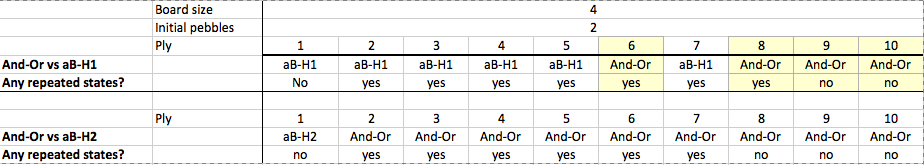 Board size 4
Initial pebbles 2
Ply 1 2 3 4 5 6 7 8 9 10
And-Or vs aB-H1 aB-H1 aB-H1 aB-H1 aB-H1 aB-H1 And-Or aB-H1 And-Or And-Or And-Or
Any repeated states? No yes yes yes yes yes yes yes no no
Ply 1 2 3 4 5 6 7 8 9 10
And-Or vs aB-H2 aB-H2 And-Or And-Or And-Or And-Or And-Or And-Or And-Or And-Or And-Or
Any repeated states? no yes yes yes yes yes yes no no no